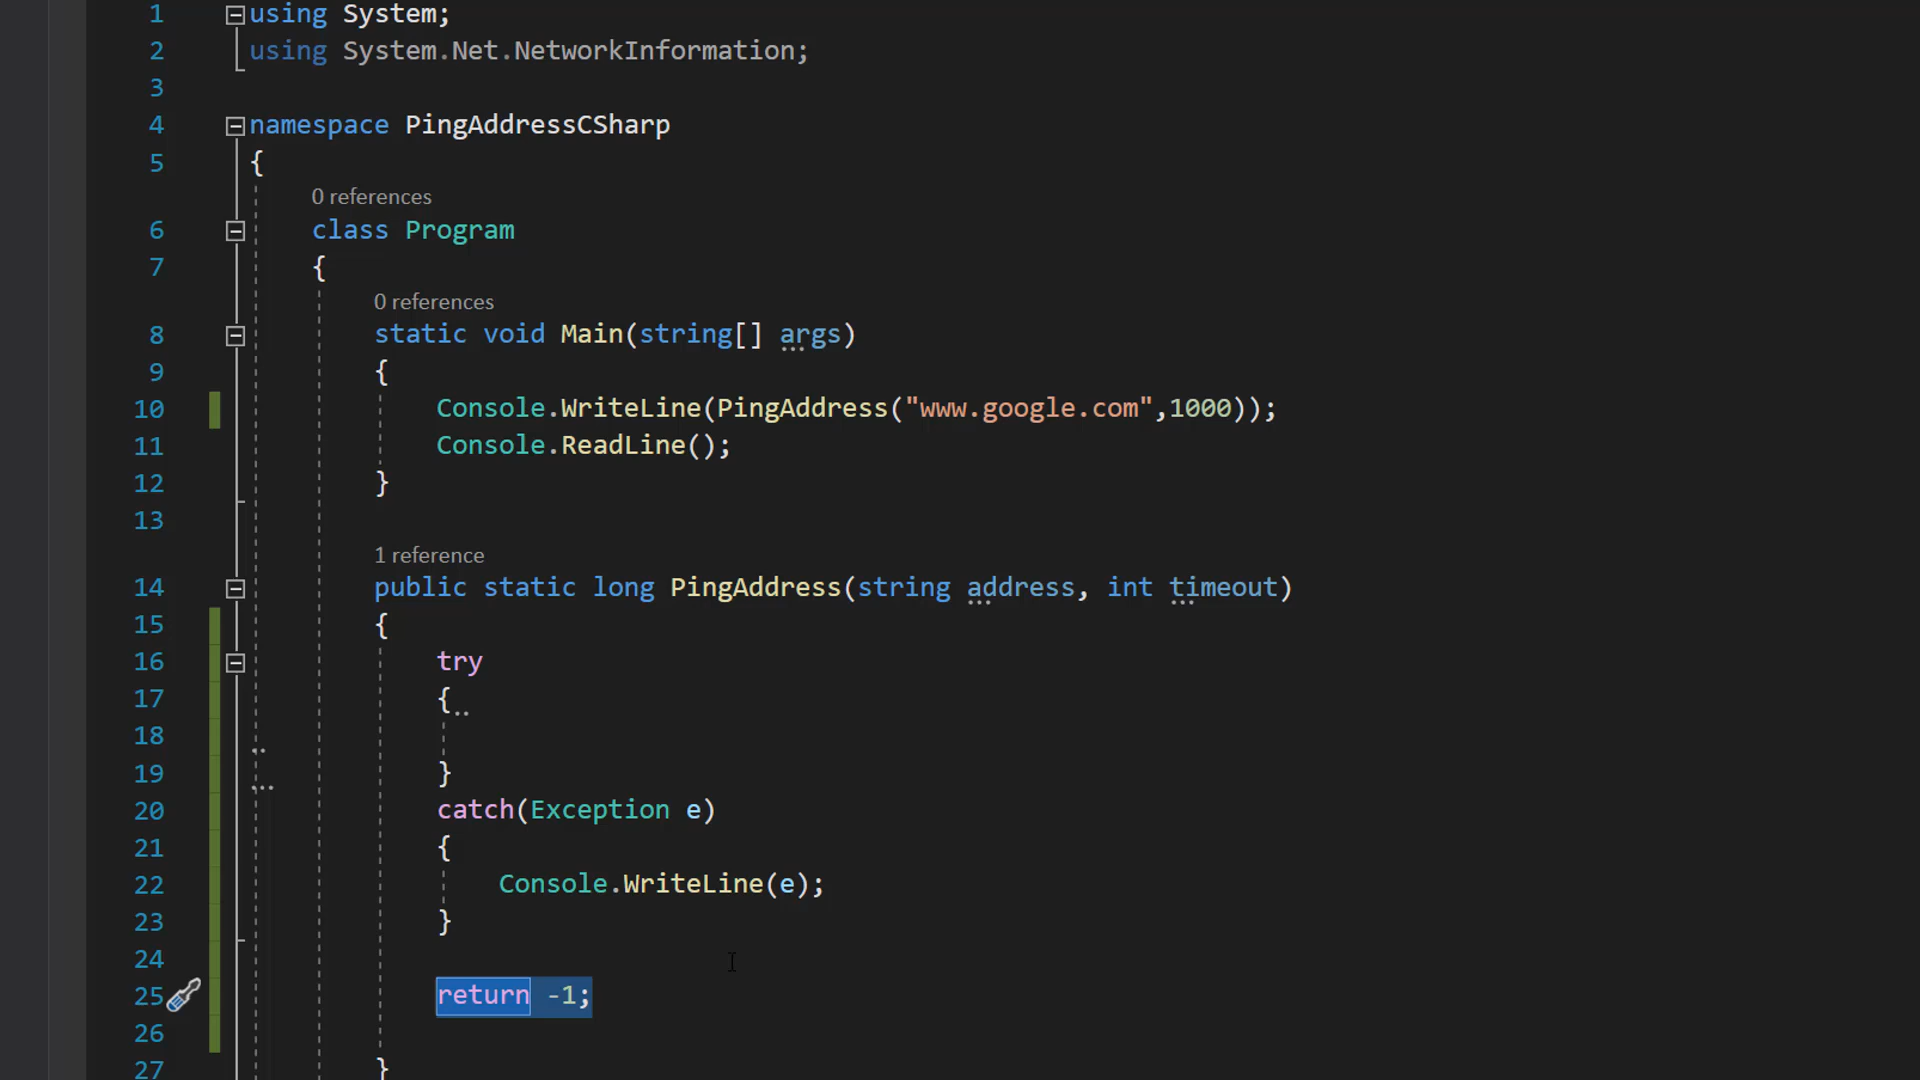 1 using System;
2 using System.Net.NetworkInformation;
3
4 namespace PingAddressCSharp
5 {
0 references
6 class Program
7 {
0 references
8 static void Main(string[] args)
9 {
10 Console.WriteLine(PingAddress("www.google.com",1000));
11 Console.ReadLine();
12 }
13
1 reference
14 public static long PingAddress(string address, int timeout)
15 {
16 try
17 {
18
19 }
20 catch(Exception e)
21 {
22 Console.WriteLine(e);
23 }
24
25 return -1;
26
27 }